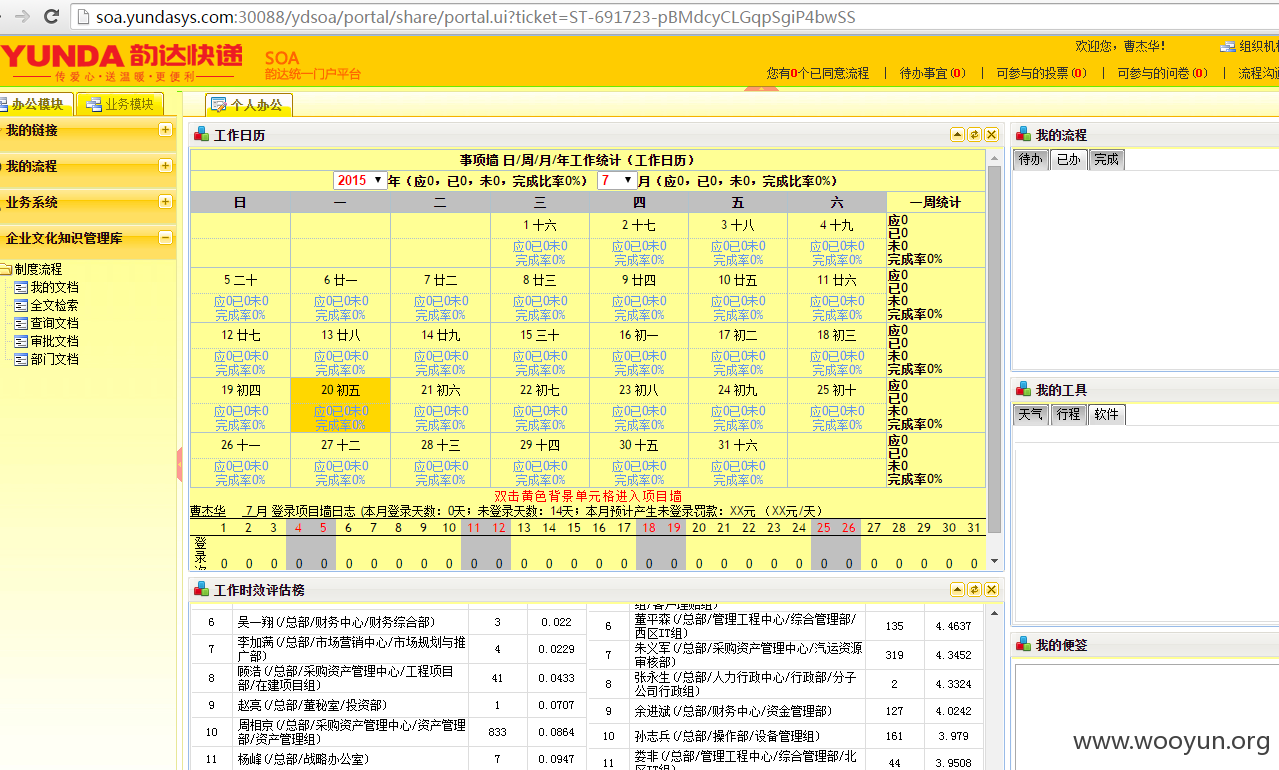 soa.yundasys.com:30088/ydsoa/portal/share/portal.ui?ticket=ST-691723-pBMdcyCLGqpSgiP4bwSS
YUNDA 韵达快递
传爱心·送温暖·更便利
SOA
韵达统一门户平台
欢迎您，曹杰华！
组织机
您有0个已同意流程 | 待办事宜(0) | 可参与的投票(0) | 可参与的问卷(0) | 流程沟
办公模块 业务模块
个人办公
我的链接
我的流程
业务系统
企业文化知识管理库
制度流程
我的文档
全文检索
查询文档
审批文档
部门文档
工作日历
事项墙 日/周/月/年工作统计（工作日历）
2015 年（应0，已0，未0，完成比率0%） 7 月（应0，已0，未0，完成比率0%）
日 一 二 三 四 五 六 一周统计
1 十六 2 十七 3 十八 4 十九 应0
已0
应0已0未0 应0已0未0 应0已0未0 应0已0未0 未0
完成率0% 完成率0% 完成率0% 完成率0% 完成率0%
5 二十 6 廿一 7 廿二 8 廿三 9 廿四 10 廿五 11 廿六 应0
已0
应0已0未0 应0已0未0 应0已0未0 应0已0未0 应0已0未0 应0已0未0 应0已0未0 未0
完成率0% 完成率0% 完成率0% 完成率0% 完成率0% 完成率0% 完成率0% 完成率0%
12 廿七 13 廿八 14 廿九 15 三十 16 初一 17 初二 18 初三 应0
已0
应0已0未0 应0已0未0 应0已0未0 应0已0未0 应0已0未0 应0已0未0 应0已0未0 未0
完成率0% 完成率0% 完成率0% 完成率0% 完成率0% 完成率0% 完成率0% 完成率0%
19 初四 20 初五 21 初六 22 初七 23 初八 24 初九 25 初十 应0
已0
应0已0未0 应0已0未0 应0已0未0 应0已0未0 应0已0未0 应0已0未0 应0已0未0 未0
完成率0% 完成率0% 完成率0% 完成率0% 完成率0% 完成率0% 完成率0% 完成率0%
26 十一 27 十二 28 十三 29 十四 30 十五 31 十六 应0
已0
应0已0未0 应0已0未0 应0已0未0 应0已0未0 应0已0未0 应0已0未0 未0
完成率0% 完成率0% 完成率0% 完成率0% 完成率0% 完成率0% 完成率0%
双击黄色背景单元格进入项目墙
曹杰华 7 月 登录项目墙日志（本月登录天数：0天；未登录天数：14天；本月预计产生未登录罚款：XX元 （XX元/天）
1 2 3 4 5 6 7 8 9 10 11 12 13 14 15 16 17 18 19 20 21 22 23 24 25 26 27 28 29 30 31
登
录
0 0 0 0 0 0 0 0 0 0 0 0 0 0 0 0 0 0 0 0 0 0 0 0 0 0 0 0 0 0 0
工作时效评估榜
6 吴一翔(/总部/财务中心/财务综合部) 3 0.022
7 李加满(/总部/市场营销中心/市场规划与推广部) 4 0.0229
8 顾浩(/总部/采购资产管理中心/工程项目部/在建项目组) 41 0.0433
9 赵亮(/总部/董秘室/投资部) 1 0.0707
10 周相京(/总部/采购资产管理中心/资产管理部/资产管理组) 833 0.0864
11 杨峰(/总部/战略办公室) 7 0.0947
组/客户理赔组)
6 董平森(/总部/管理工程中心/综合管理部/西区IT组) 135 4.4637
7 朱义军(/总部/采购资产管理中心/汽运资源审核部) 319 4.3452
8 张永生(/总部/人力行政中心/行政部/分子公司行政组) 2 4.3324
9 余进斌(/总部/财务中心/资金管理部) 127 4.0242
10 孙志兵(/总部/操作部/设备管理组) 161 3.979
11 娄非(/总部/管理工程中心/综合管理部/北区IT组) 44 3.9508
我的流程
待办 已办 完成
我的工具
天气 行程 软件
我的便签
www.wooyun.org